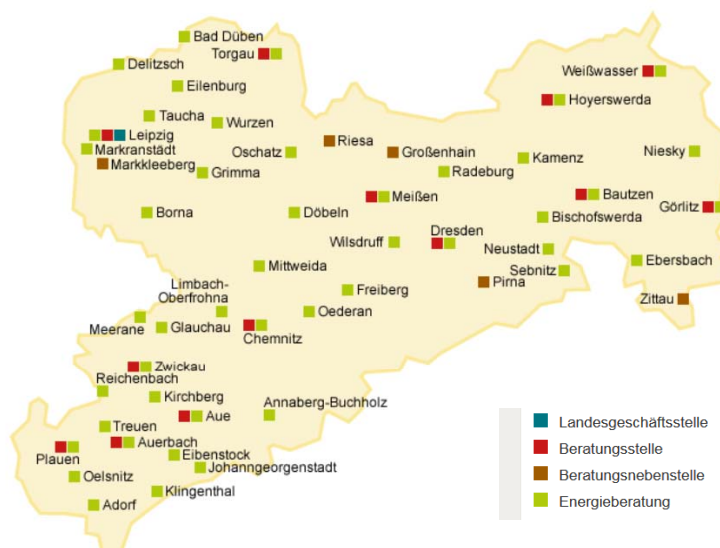 Bad Düben
Torgau
Delitzsch
Weißwasser
Eilenburg
Hoyerswerda
Taucha
Wurzen
Leipzig
Riesa
Markranstädt
Oschatz
Großenhain
Niesky
Markkleeberg
Kamenz
Grimma
Radeburg
Meißen
Bautzen
Görlitz
Borna
Döbeln
Bischofswerda
Dresden
Wilsdruff
Neustadt
Ebersbach
Mittweida
Sebnitz
Limbach-
Oberfrohna
Pirna
Freiberg
Zittau
Oederan
Meerane
Glauchau
Chemnitz
Zwickau
Reichenbach
Kirchberg
Annaberg-Buchholz
Aue
Treuen
Auerbach
Plauen
Eibenstock
Johanngeorgenstadt
Oelsnitz
Klingenthal
Adorf
Landesgeschäftsstelle
Beratungsstelle
Beratungsnebenstelle
Energieberatung